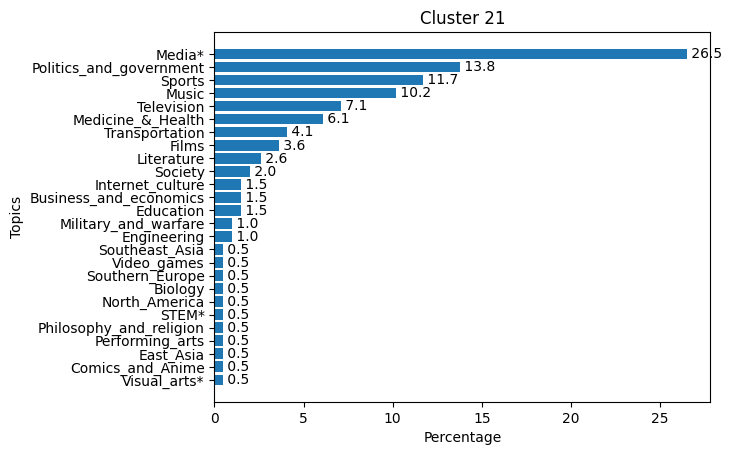 Cluster 21
Media* 26.5
Politics_and_government 13.8
Sports 11.7
Music 10.2
Television 7.1
Medicine_&_Health 6.1
Transportation 4.1
Films 3.6
Literature 2.6
Society 2.0
Internet_culture 1.5
Business_and_economics 1.5
Education 1.5
Military_and_warfare 1.0
Engineering 1.0
Southeast_Asia 0.5
Video_games 0.5
Southern_Europe 0.5
Biology 0.5
North_America 0.5
STEM* 0.5
Philosophy_and_religion 0.5
Performing_arts 0.5
East_Asia 0.5
Comics_and_Anime 0.5
Visual_arts* 0.5
Topics
0 5 10 15 20 25
Percentage